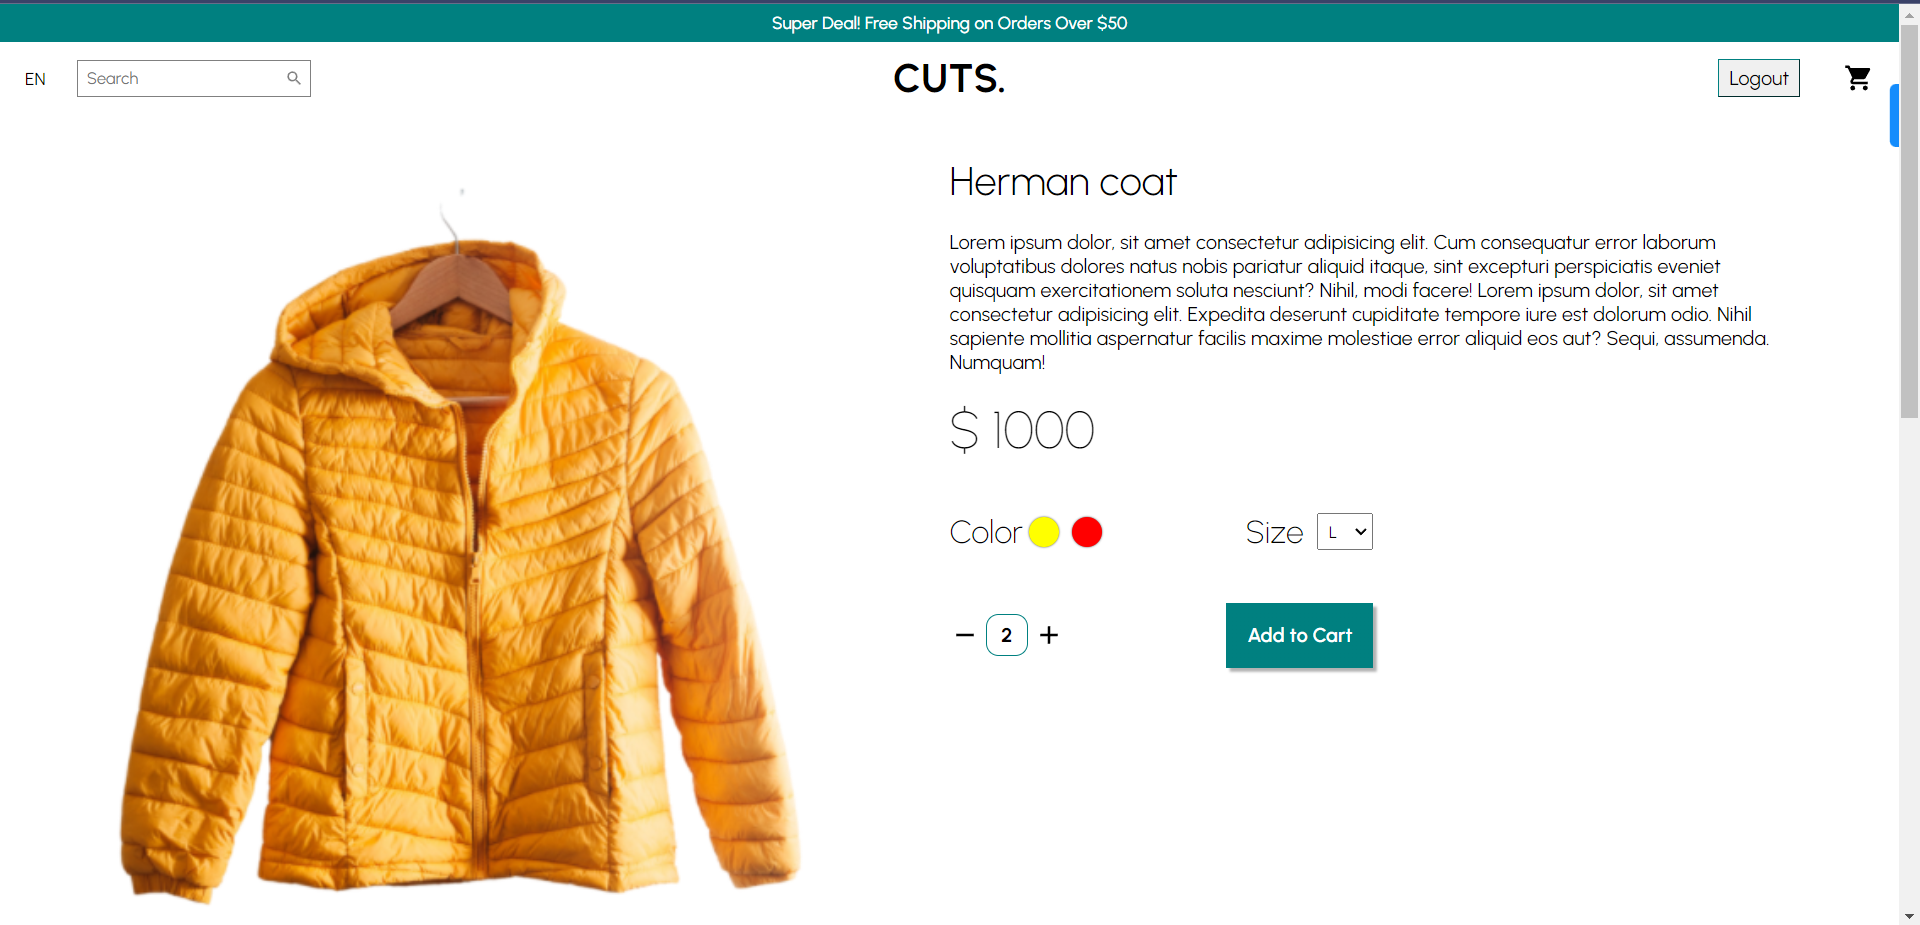 Super Deal! Free Shipping on Orders Over $50
EN
Search
CUTS.
Logout
Herman coat
Lorem ipsum dolor, sit amet consectetur adipisicing elit. Cum consequatur error laborum
voluptatibus dolores natus nobis pariatur aliquid itaque, sint excepturi perspiciatis eveniet
quisquam exercitationem soluta nesciunt? Nihil, modi facere! Lorem ipsum dolor, sit amet
consectetur adipisicing elit. Expedita deserunt cupiditate tempore iure est dolorum odio. Nihil
sapiente mollitia aspernatur facilis maxime molestiae error aliquid eos aut? Sequi, assumenda.
Numquam!
$ 1000
Color
Size
L
2
Add to Cart